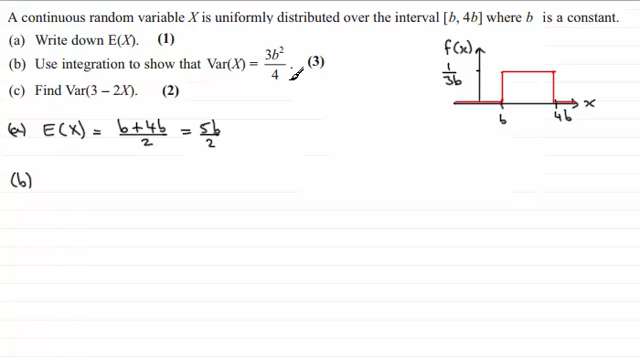 A continuous random variable X is uniformly distributed over the interval [b, 4b] where b is a constant.
(a) Write down E(X). (1)
(b) Use integration to show that Var(X) = 3b²/4 . (3)
(c) Find Var(3 – 2X). (2)
f(x)
1/3b
x
b
4b
(a) E(X) = b+4b/2 = 5b/2
(b)